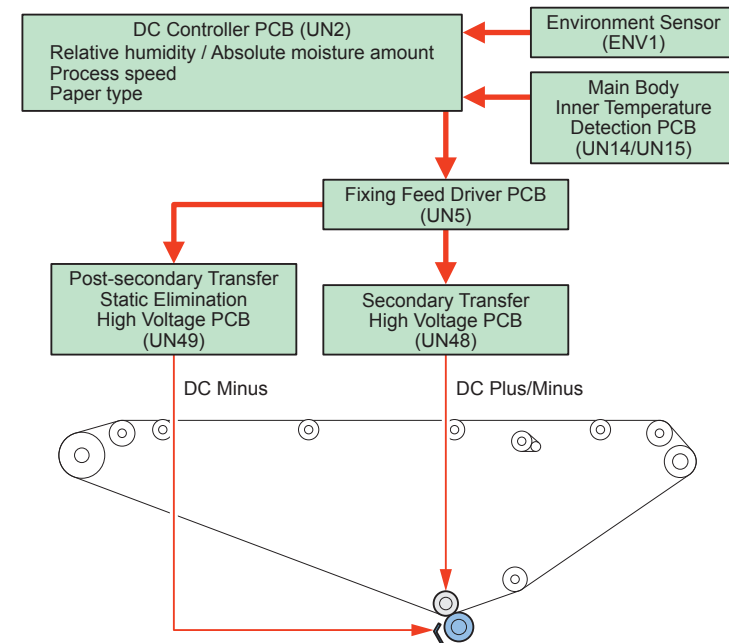 DC Controller PCB (UN2)
Relative humidity / Absolute moisture amount
Process speed
Paper type
Environment Sensor
(ENV1)
Main Body
Inner Temperature
Detection PCB
(UN14/UN15)
Fixing Feed Driver PCB
(UN5)
Post-secondary Transfer
Static Elimination
High Voltage PCB
(UN49)
Secondary Transfer
High Voltage PCB
(UN48)
DC Minus
DC Plus/Minus